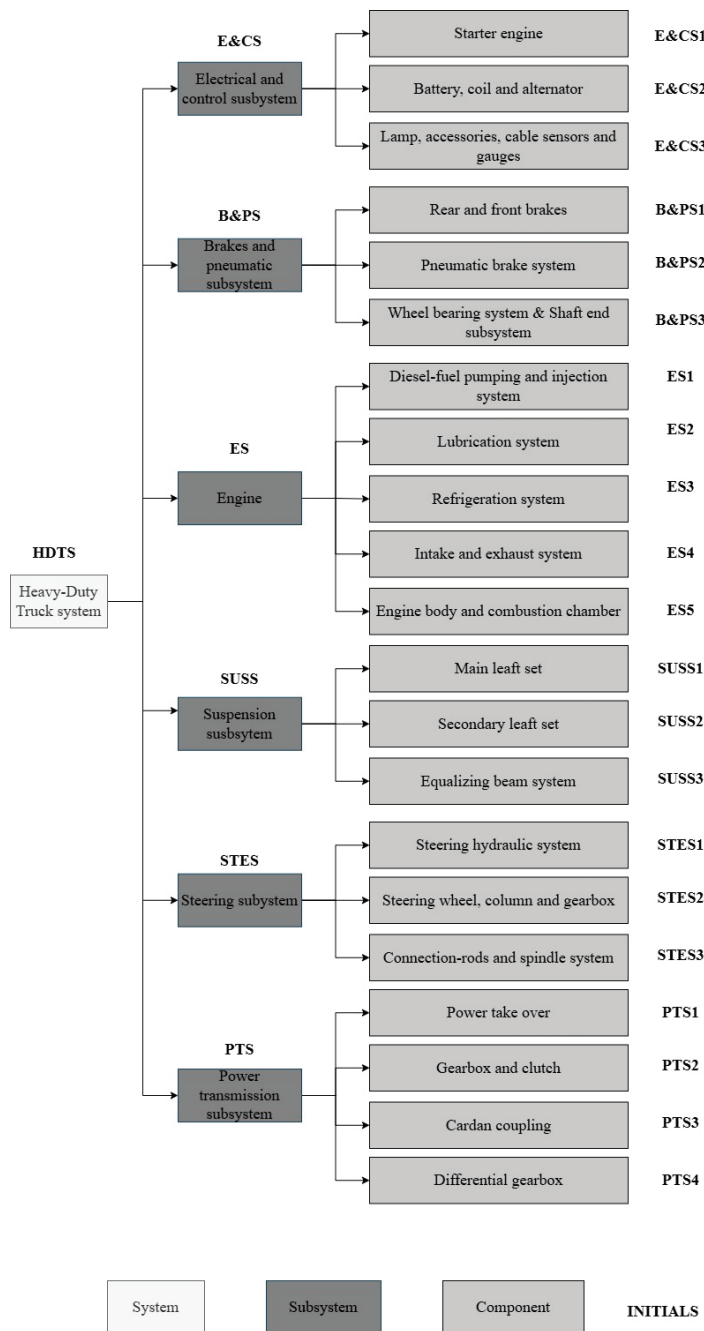 E&CS
Starter engine
E&CS1
Electrical and
control susbystem
Battery, coil and alternator
E&CS2
Lamp, accessories, cable sensors and
gauges
E&CS3
B&PS
Rear and front brakes
B&PS1
Brakes and
pneumatic
subsystem
Pneumatic brake system
B&PS2
Wheel bearing system & Shaft end
subsystem
B&PS3
ES
Diesel-fuel pumping and injection
system
ES1
Lubrication system
ES2
Engine
Refrigeration system
ES3
Intake and exhaust system
ES4
Engine body and combustion chamber
ES5
HDTS
Heavy-Duty
Truck system
SUSS
Main leaft set
SUSS1
Suspension
susbsytem
Secondary leaft set
SUSS2
Equalizing beam system
SUSS3
STES
Steering hydraulic system
STES1
Steering subystem
Steering wheel, column and gearbox
STES2
Connection-rods and spindle system
STES3
PTS
Power take over
PTS1
Power
transmission
subsystem
Gearbox and clutch
PTS2
Cardan coupling
PTS3
Differential gearbox
PTS4
System
Subsystem
Component
INITIALS